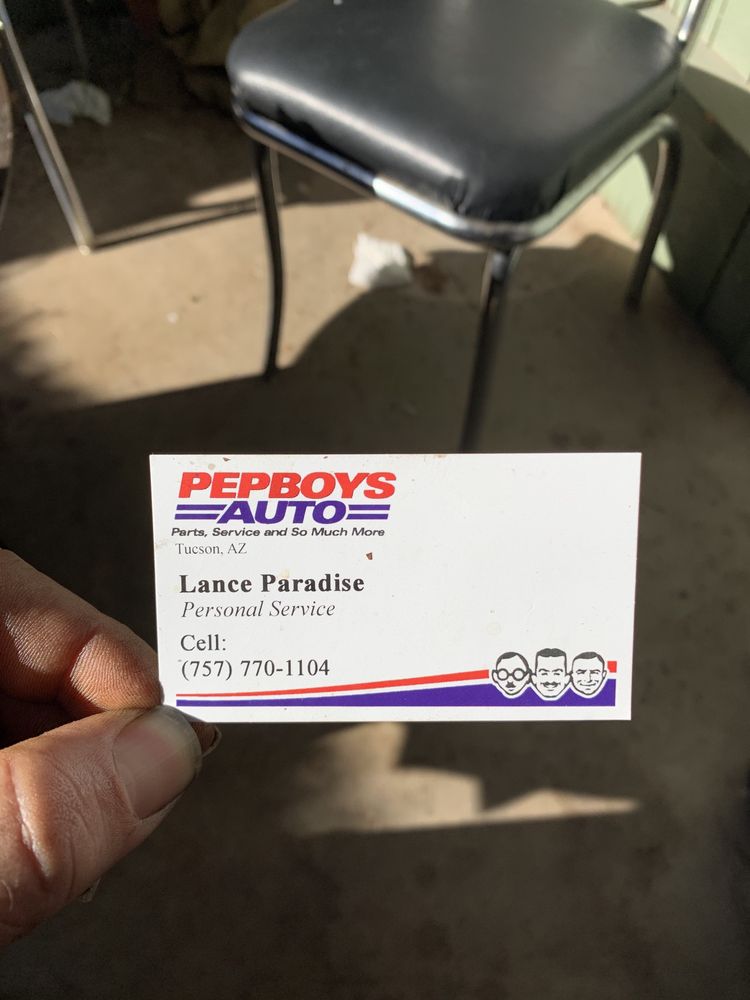 PEPBOYS
AUTO
Parts, Service and So Much More
Tucson, AZ
Lance Paradise
Personal Service
Cell:
(757) 770-1104